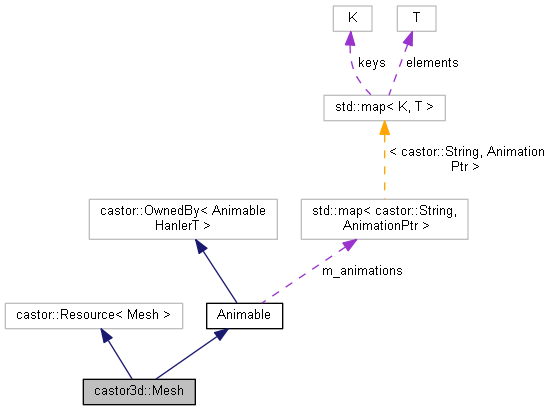 K
T
keys
elements
std::map< K, T >
< castor::String, Animation
Ptr >
castor::OwnedBy< Animable
HanlerT >
std::map< castor::String,
AnimationPtr >
m_animations
castor::Resource< Mesh >
Animable
castor3d::Mesh